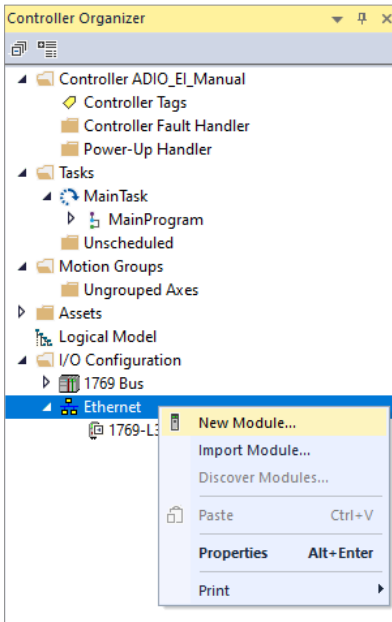 Controller Organizer
Controller ADIO_EI_Manual
Controller Tags
Controller Fault Handler
Power-Up Handler
Tasks
MainTask
MainProgram
Unscheduled
Motion Groups
Ungrouped Axes
Assets
Logical Model
I/O Configuration
1769 Bus
Ethernet
New Module...
1769-L3
Import Module...
Discover Modules...
Paste Ctrl+V
Properties Alt+Enter
Print